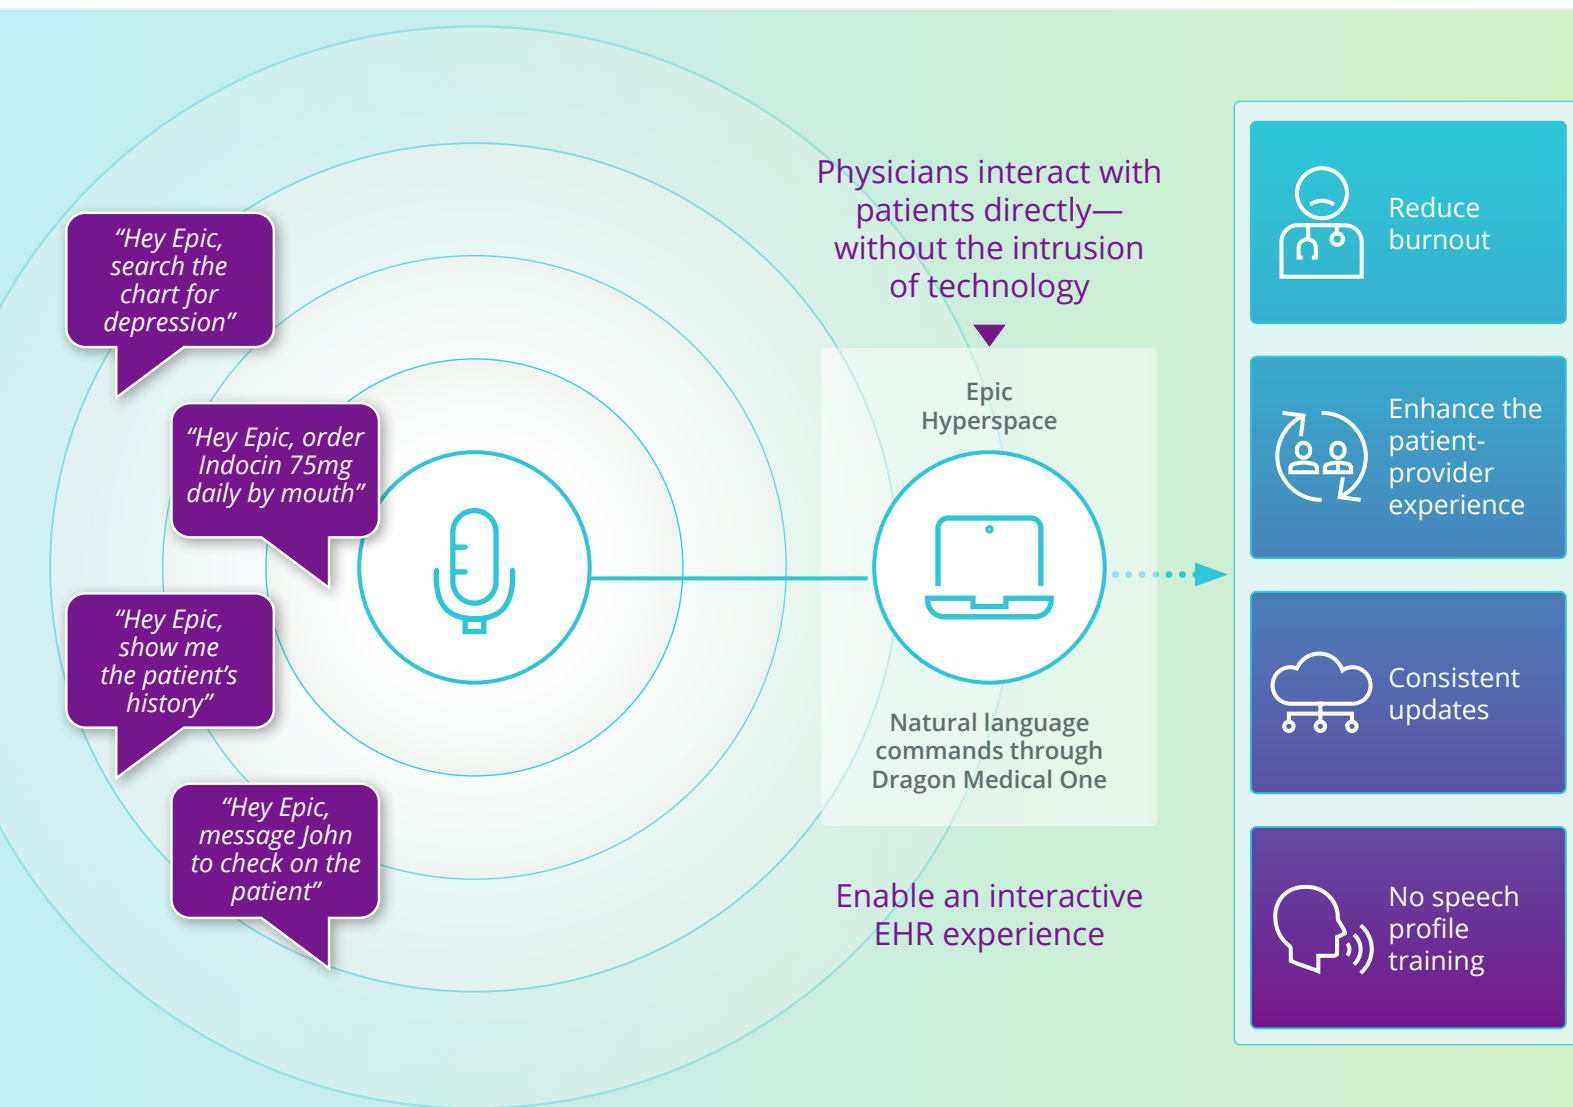 “Hey Epic,
search the
chart for
depression”
“Hey Epic, order
Indocin 75mg
daily by mouth”
“Hey Epic,
show me
the patient’s
history”
“Hey Epic,
message John
to check on the
patient”
Physicians interact with
patients directly—
without the intrusion
of technology
Epic
Hyperspace
Natural language
commands through
Dragon Medical One
Enable an interactive
EHR experience
Reduce
burnout
Enhance the
patient-
provider
experience
Consistent
updates
No speech
profile
training